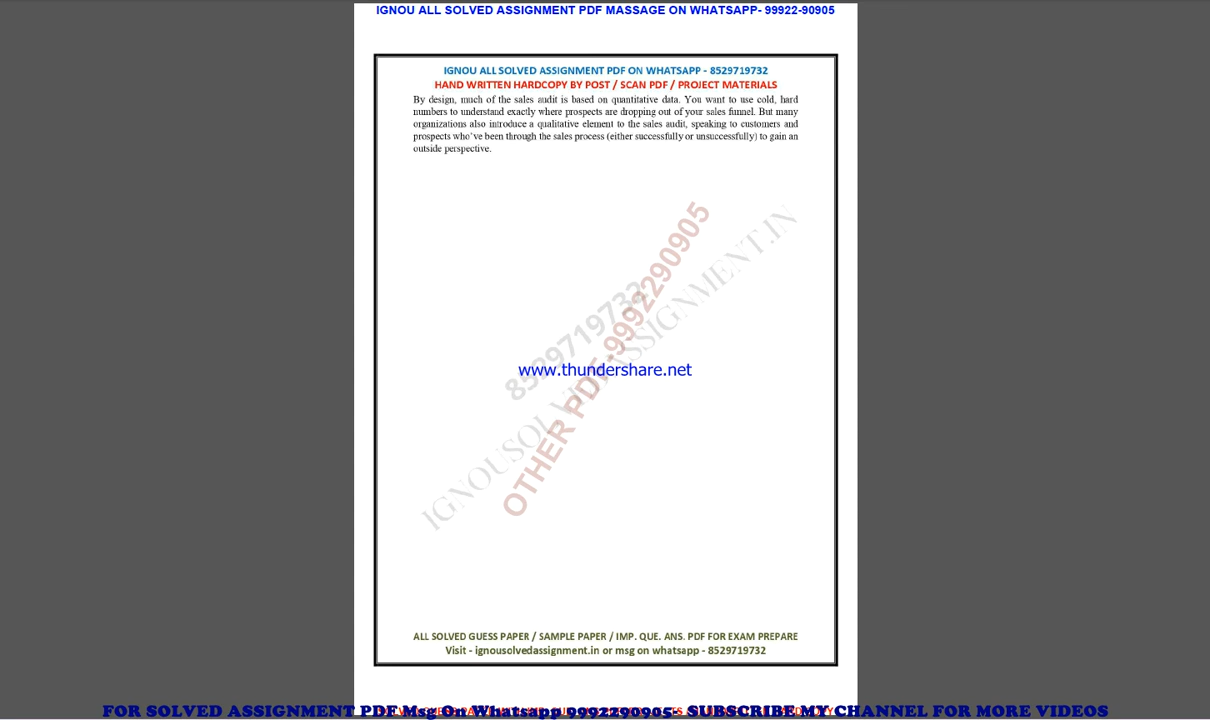 IGNOU ALL SOLVED ASSIGNMENT PDF MASSAGE ON WHATSAPP- 99922-90905
IGNOU ALL SOLVED ASSIGNMENT PDF ON WHATSAPP - 8529719732
HAND WRITTEN HARDCOPY BY POST / SCAN PDF / PROJECT MATERIALS
By design, much of the sales audit is based on quantitative data. You want to use cold, hard
numbers to understand exactly where prospects are dropping out of your sales funnel. But many
organizations also introduce a qualitative element to the sales audit, speaking to customers and
prospects who've been through the sales process (either successfully or unsuccessfully) to gain an
outside perspective.
8529719732
OTHER PDF-9992290905
www.thundershare.net
ALL SOLVED GUESS PAPER / SAMPLE PAPER / IMP. QUE. ANS. PDF FOR EXAM PREPARE
Visit - ignousolvedassignment.in or msg on whatsapp - 8529719732
FOR SOLVED ASSIGNMENT PDF Msg On Whatsapp 9992290905- SUBSCRIBE MY CHANNEL FOR MORE VIDEOS